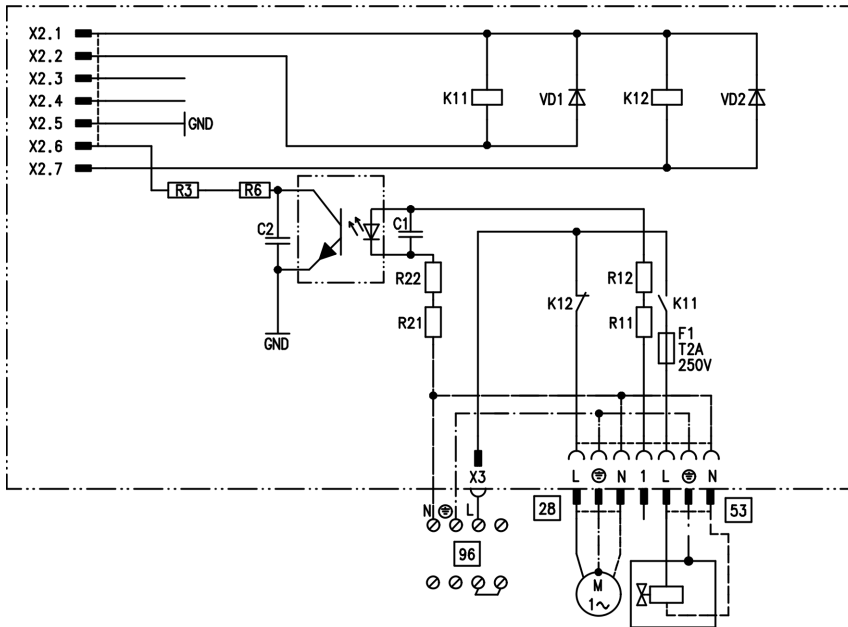 X2.1
X2.2
X2.3
X2.4
X2.5
X2.6
X2.7
GND
K11
VD1
K12
VD2
R3
R6
C2
C1
GND
R22
R21
K12
R12
R11
K11
F1
T2A
250V
X3
L
N
1
L
N
N
L
28
53
96
M
1~